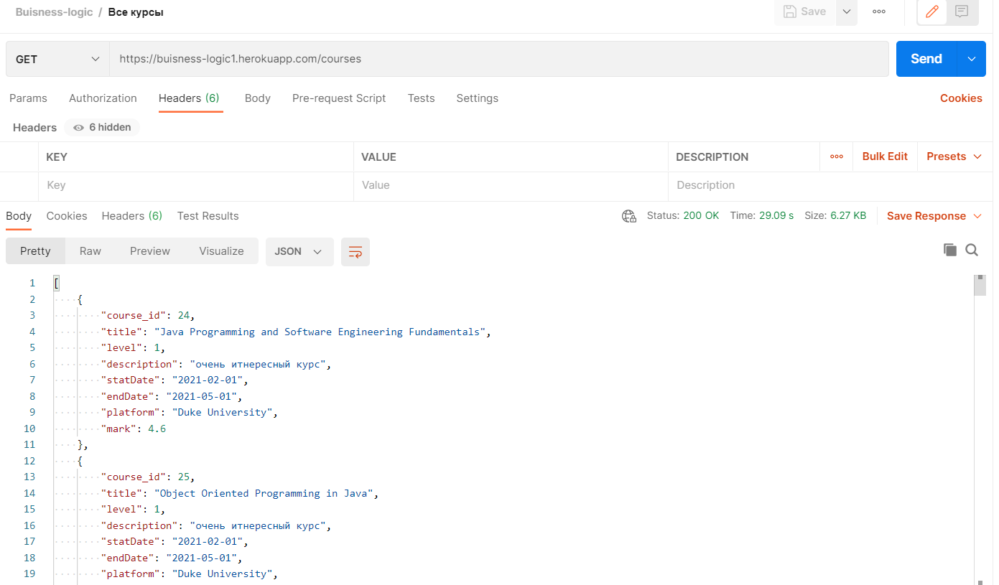 Buisness-logic / Все курсы
Save
GET https://buisness-logic1.herokuapp.com/courses Send
Params Authorization Headers (6) Body Pre-request Script Tests Settings Cookies
Headers 6 hidden
KEY VALUE DESCRIPTION Bulk Edit Presets
Key Value Description
Body Cookies Headers (6) Test Results Status: 200 OK Time: 29.09 s Size: 6.27 KB Save Response
Pretty Raw Preview Visualize JSON
1 [
2 {
3 "course_id": 24,
4 "title": "Java Programming and Software Engineering Fundamentals",
5 "level": 1,
6 "description": "очень итнересный курс",
7 "statDate": "2021-02-01",
8 "endDate": "2021-05-01",
9 "platform": "Duke University",
10 "mark": 4.6
11 },
12 {
13 "course_id": 25,
14 "title": "Object Oriented Programming in Java",
15 "level": 1,
16 "description": "очень итнересный курс",
17 "statDate": "2021-02-01",
18 "endDate": "2021-05-01",
19 "platform": "Duke University",